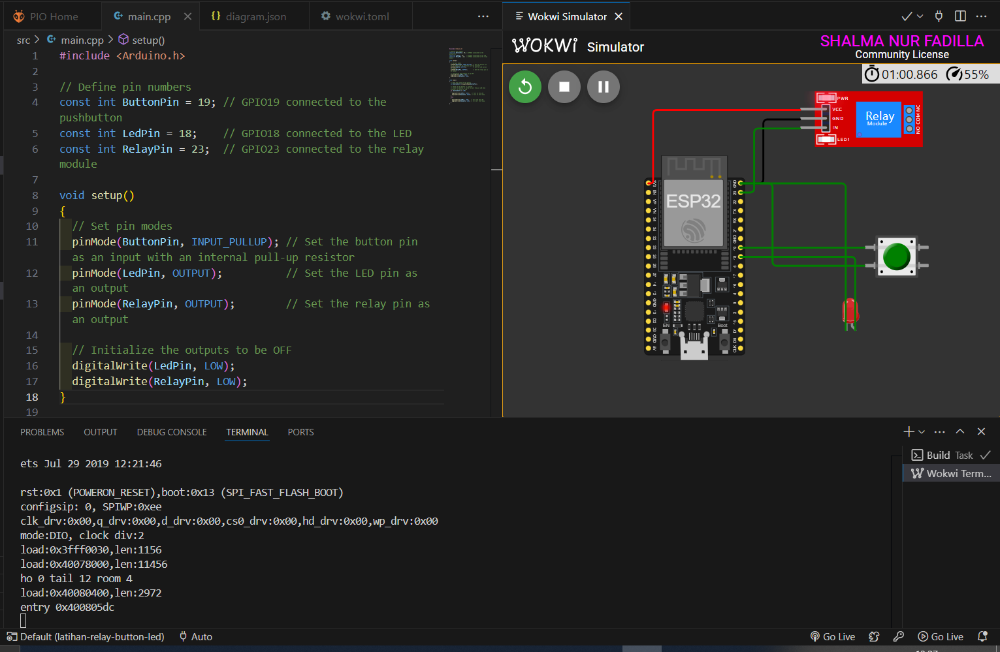 PIO Home
main.cpp
diagram.json
wokwi.toml
Wokwi Simulator
src > main.cpp > setup()
1 #include <Arduino.h>
2
3 // Define pin numbers
4 const int ButtonPin = 19; // GPIO19 connected to the
pushbutton
5 const int LedPin = 18; // GPIO18 connected to the LED
6 const int RelayPin = 23; // GPIO23 connected to the relay
module
7
8 void setup()
9 {
10 // Set pin modes
11 pinMode(ButtonPin, INPUT_PULLUP); // Set the button pin
as an input with an internal pull-up resistor
12 pinMode(LedPin, OUTPUT); // Set the LED pin as
an output
13 pinMode(RelayPin, OUTPUT); // Set the relay pin as
an output
14
15 // Initialize the outputs to be OFF
16 digitalWrite(LedPin, LOW);
17 digitalWrite(RelayPin, LOW);
18 }
19
WOKWI Simulator
SHALMA NUR FADILLA
Community License
01:00.866 55%
PWR
VCC
GND
IN
LED1
Relay
Module
NO COM NC
ESP32
EN
Boot
PROBLEMS OUTPUT DEBUG CONSOLE TERMINAL PORTS
ets Jul 29 2019 12:21:46
rst:0x1 (POWERON_RESET),boot:0x13 (SPI_FAST_FLASH_BOOT)
configsip: 0, SPIWP:0xee
clk_drv:0x00,q_drv:0x00,d_drv:0x00,cs0_drv:0x00,hd_drv:0x00,wp_drv:0x00
mode:DIO, clock div:2
load:0x3fff0030,len:1156
load:0x40078000,len:11456
ho 0 tail 12 room 4
load:0x40080400,len:2972
entry 0x400805dc
Build Task
Wokwi Term...
Default (latihan-relay-button-led) Auto
Go Live Go Live